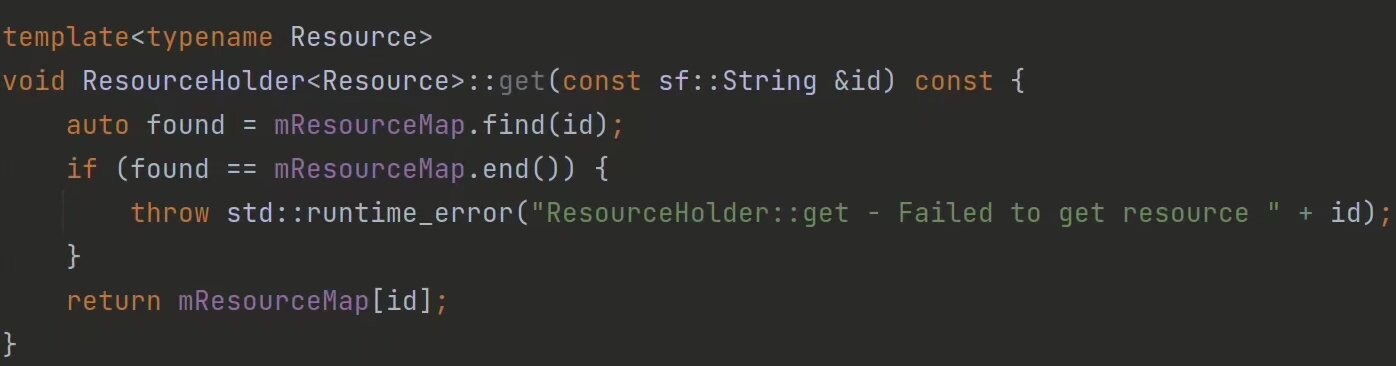 template<typename Resource>
void ResourceHolder<Resource>::get(const sf::String &id) const {
    auto found = mResourceMap.find(id);
    if (found == mResourceMap.end()) {
        throw std::runtime_error("ResourceHolder::get - Failed to get resource " + id);
    }
    return mResourceMap[id];
}